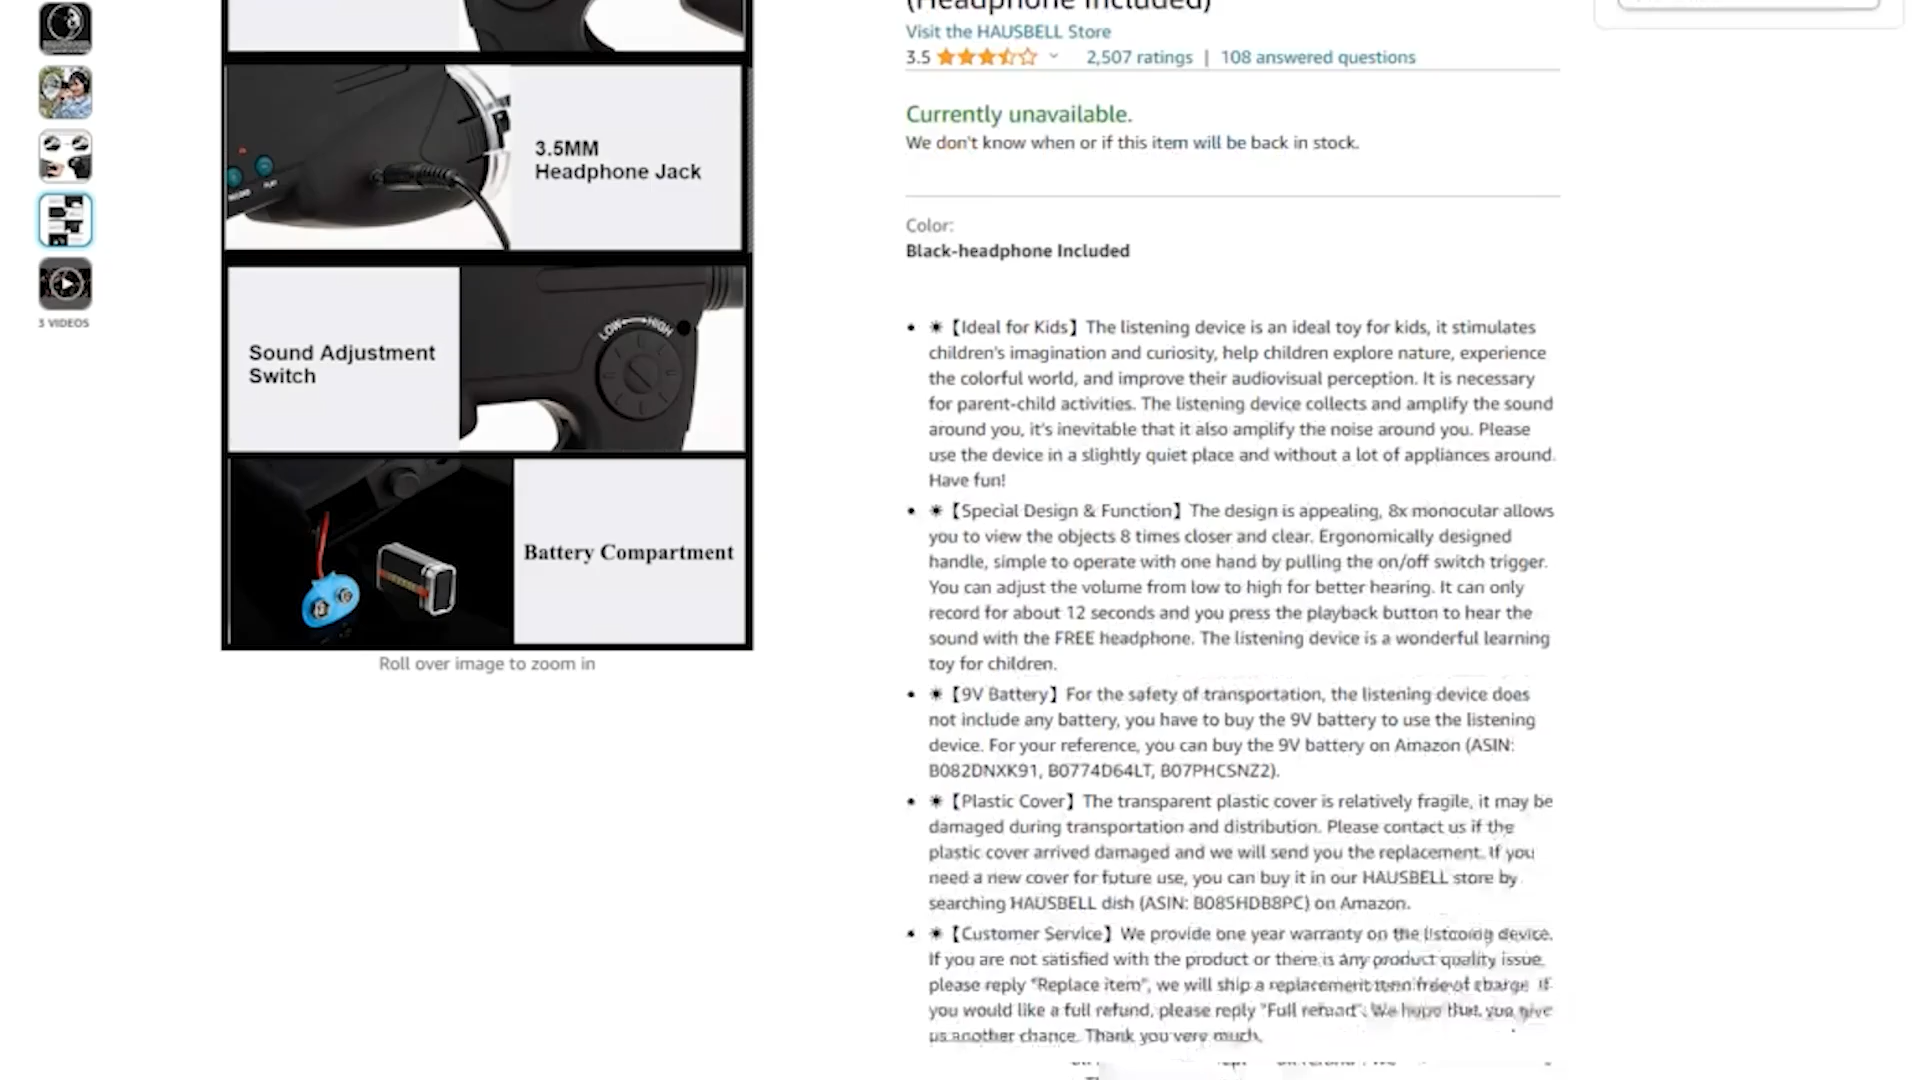 (Headphone Included)
Visit the HAUSBELL Store
3.5
2,507 ratings | 108 answered questions
Currently unavailable.
We don't know when or if this item will be back in stock.
Color:
Black-headphone Included
【Ideal for Kids】The listening device is an ideal toy for kids, it stimulates
children's imagination and curiosity, help children explore nature, experience
the colorful world, and improve their audiovisual perception. It is necessary
for parent-child activities. The listening device collects and amplify the sound
around you, it's inevitable that it also amplify the noise around you. Please
use the device in a slightly quiet place and without a lot of appliances around.
Have fun!
【Special Design & Function】The design is appealing, 8x monocular allows
you to view the objects 8 times closer and clear. Ergonomically designed
handle, simple to operate with one hand by pulling the on/off switch trigger.
You can adjust the volume from low to high for better hearing. It can only
record for about 12 seconds and you press the playback button to hear the
sound with the FREE headphone. The listening device is a wonderful learning
toy for children.
【9V Battery】For the safety of transportation, the listening device does
not include any battery, you have to buy the 9V battery to use the listening
device. For your reference, you can buy the 9V battery on Amazon (ASIN:
B082DNXK91, B0774D64LT, B07PHCSNZ2).
【Plastic Cover】The transparent plastic cover is relatively fragile, it may be
damaged during transportation and distribution. Please contact us if the
plastic cover arrived damaged and we will send you the replacement. If you
need a new cover for future use, you can buy it in our HAUSBELL store by
searching HAUSBELL dish (ASIN: B085HDB8PC) on Amazon.
【Customer Service】We provide one year warranty on the device.
If you are not satisfied with the product or there is any product quality issue
please reply "Replace item", we will ship a replacement free of charge. If
you would like a full refund, please reply "Full We hope that you give
us another chance. Thank you very much.
3.5MM
Headphone Jack
RECORD
PLAY
Sound Adjustment
Switch
LOW HIGH
Battery Compartment
Roll over image to zoom in
3 VIDEOS